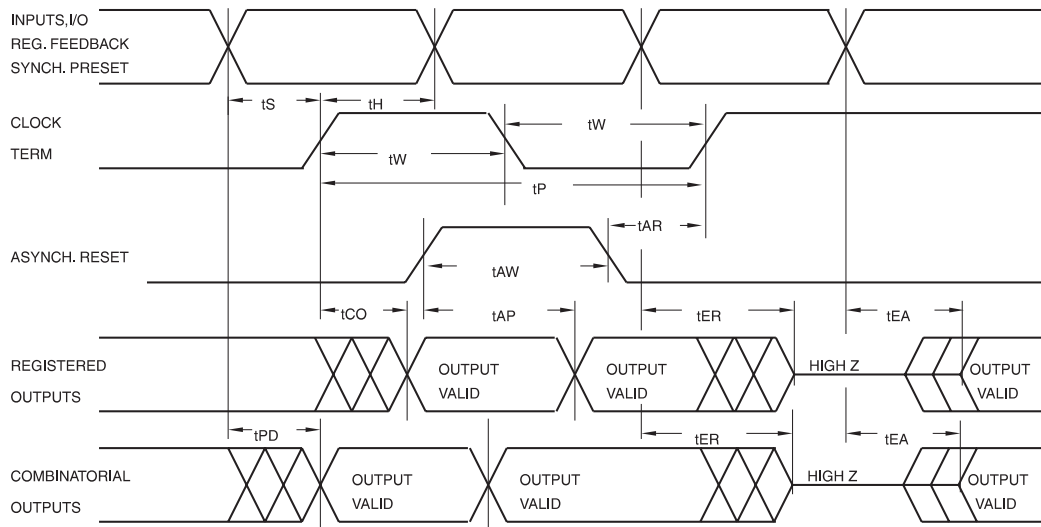 INPUTS,I/O
REG. FEEDBACK
SYNCH. PRESET
tS
tH
CLOCK
TERM
tW
tW
tP
ASYNCH. RESET
tAR
tAW
tCO
tAP
tER
tEA
REGISTERED
OUTPUTS
OUTPUT
VALID
OUTPUT
VALID
HIGH Z
OUTPUT
VALID
tPD
tER
tEA
COMBINATORIAL
OUTPUTS
OUTPUT
VALID
OUTPUT
VALID
HIGH Z
OUTPUT
VALID